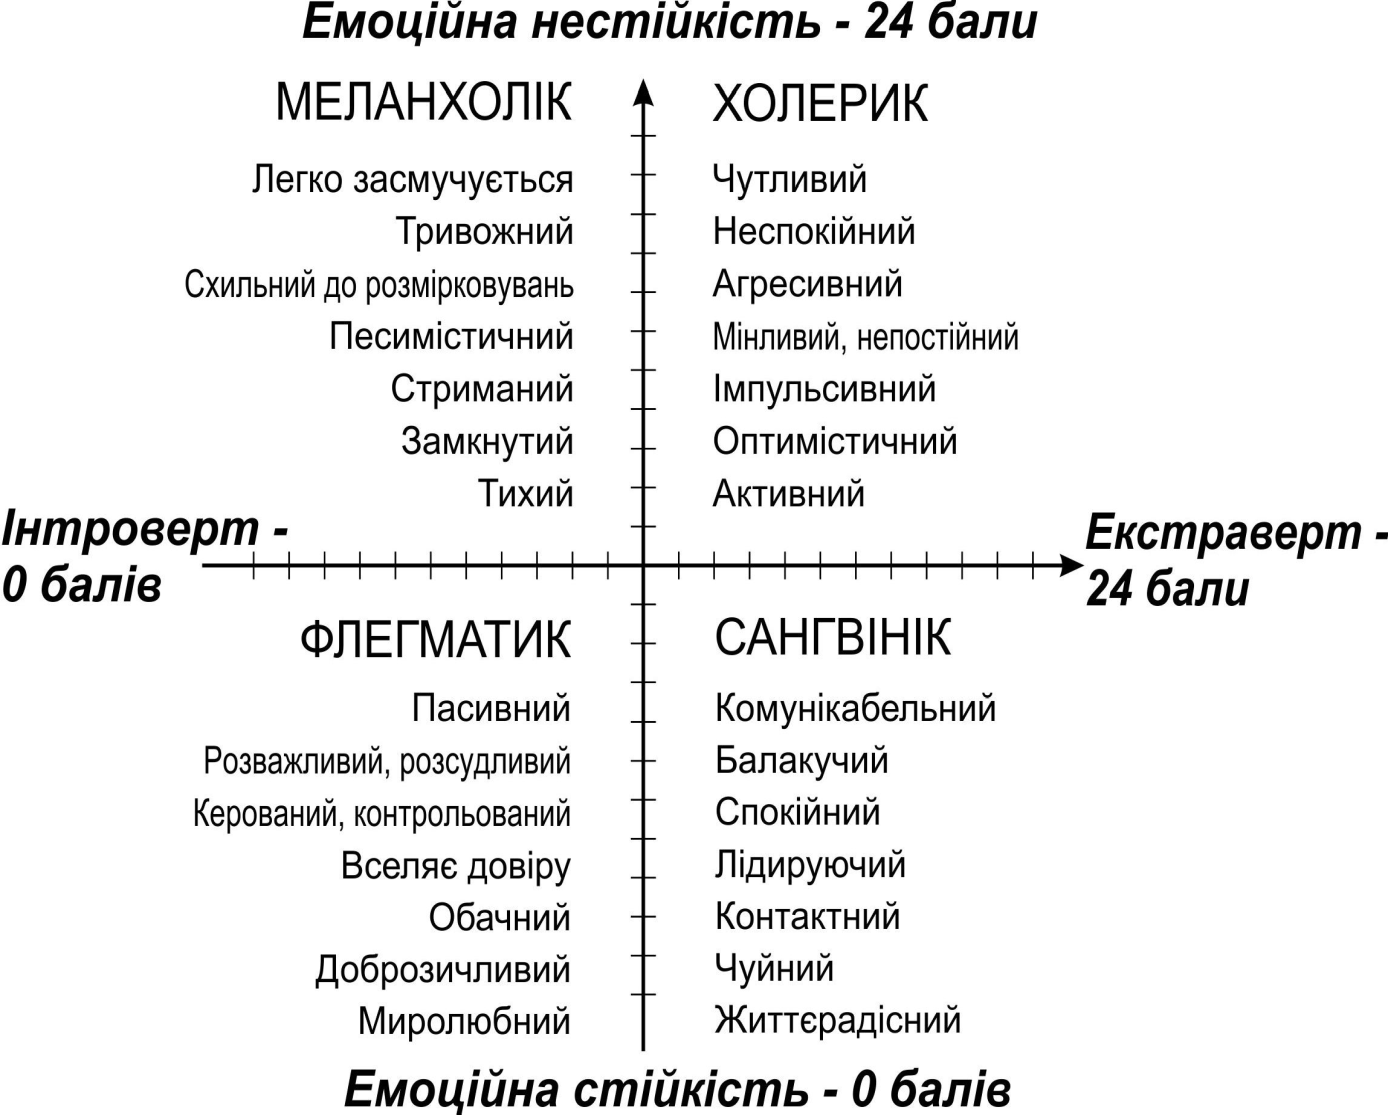 Емоційна нестійкість - 24 бали
МЕЛАНХОЛІК
Легко засмучується
Тривожний
Схильний до розмірковувань
Песимістичний
Стриманий
Замкнутий
Тихий
ХОЛЕРИК
Чутливий
Неспокійний
Агресивний
Мінливий, непостійний
Імпульсивний
Оптимістичний
Активний
Інтроверт -
0 балів
Екстраверт -
24 бали
ФЛЕГМАТИК
Пасивний
Розважливий, розсудливий
Керований, контрольований
Вселяє довіру
Обачний
Доброзичливий
Миролюбний
САНГВІНІК
Комунікабельний
Балакучий
Спокійний
Лідируючий
Контактний
Чуйний
Життєрадісний
Емоційна стійкість - 0 балів